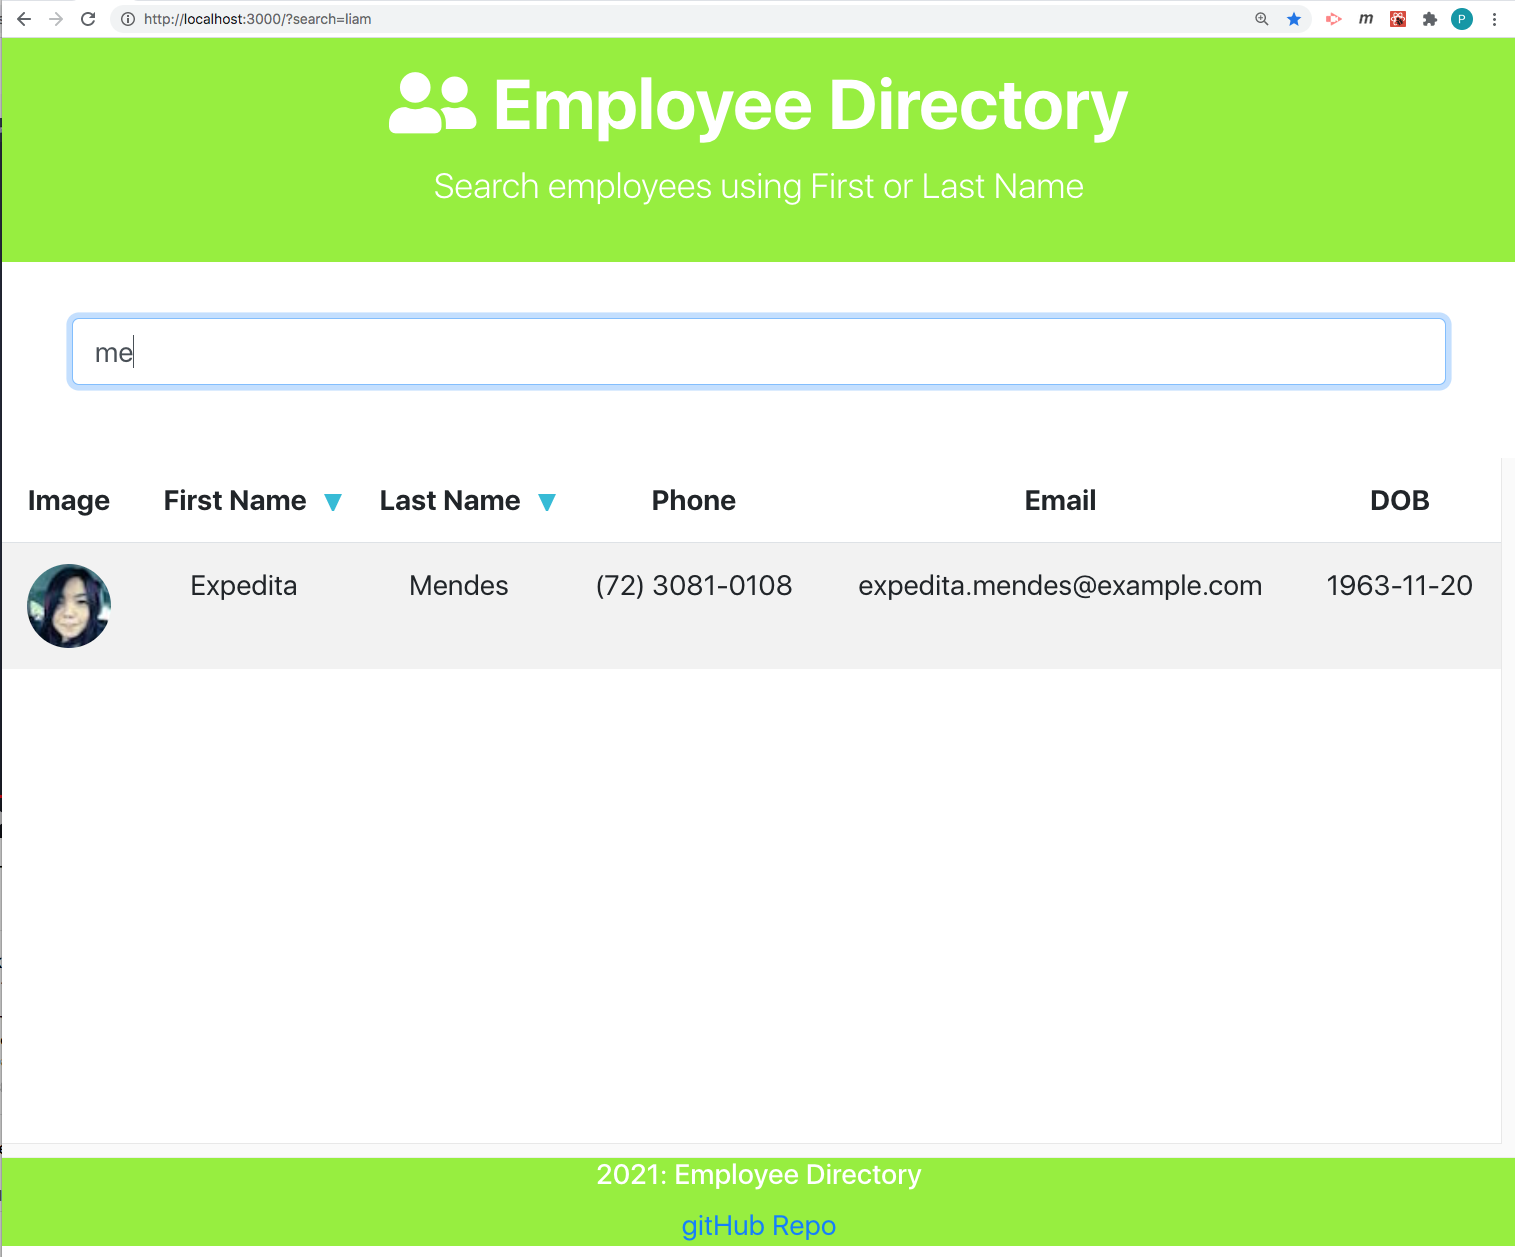 http://localhost:3000/?search=liam
m
P
Employee Directory
Search employees using First or Last Name
me
Image First Name ▼ Last Name ▼ Phone Email DOB
Expedita Mendes (72) 3081-0108 expedita.mendes@example.com 1963-11-20
2021: Employee Directory
gitHub Repo